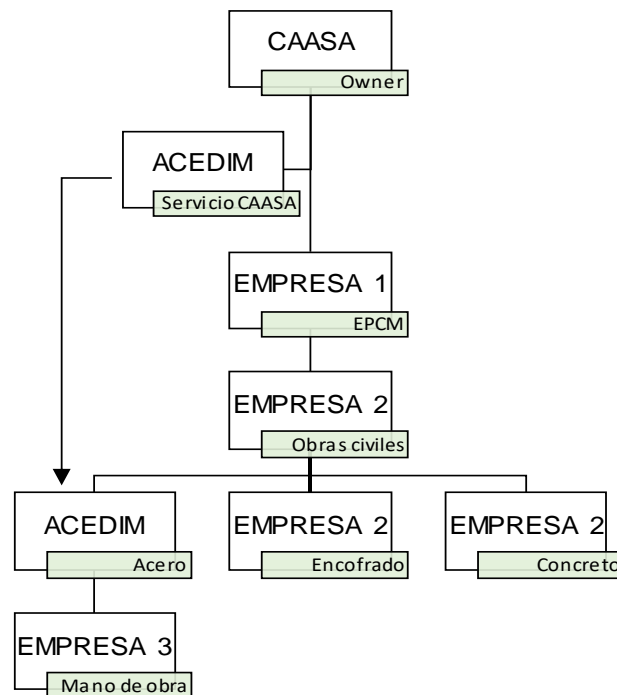 CAASA
Owner
ACEDIM
Servicio CAASA
EMPRESA 1
EPCM
EMPRESA 2
Obras civiles
ACEDIM
Acero
EMPRESA 2
Encofrado
EMPRESA 2
Concreto
EMPRESA 3
Mano de obra